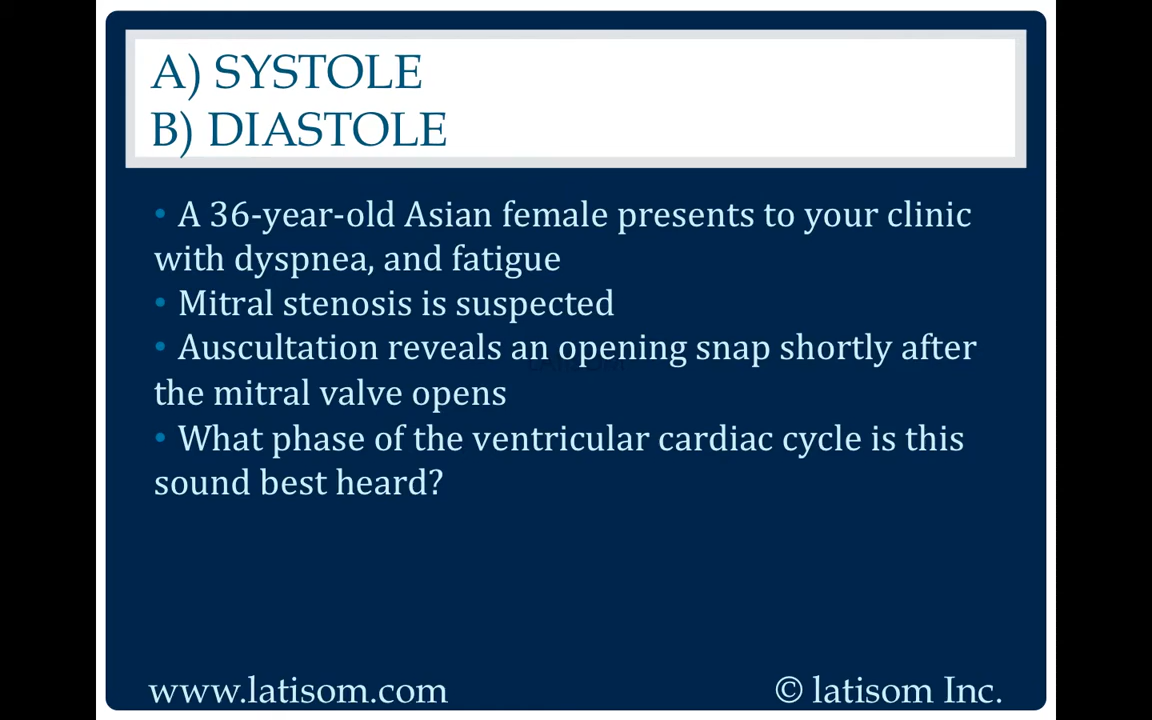 A) SYSTOLE
B) DIASTOLE
• A 36-year-old Asian female presents to your clinic
with dyspnea, and fatigue
• Mitral stenosis is suspected
• Auscultation reveals an opening snap shortly after
the mitral valve opens
• What phase of the ventricular cardiac cycle is this
sound best heard?
www.latisom.com
© latisom Inc.